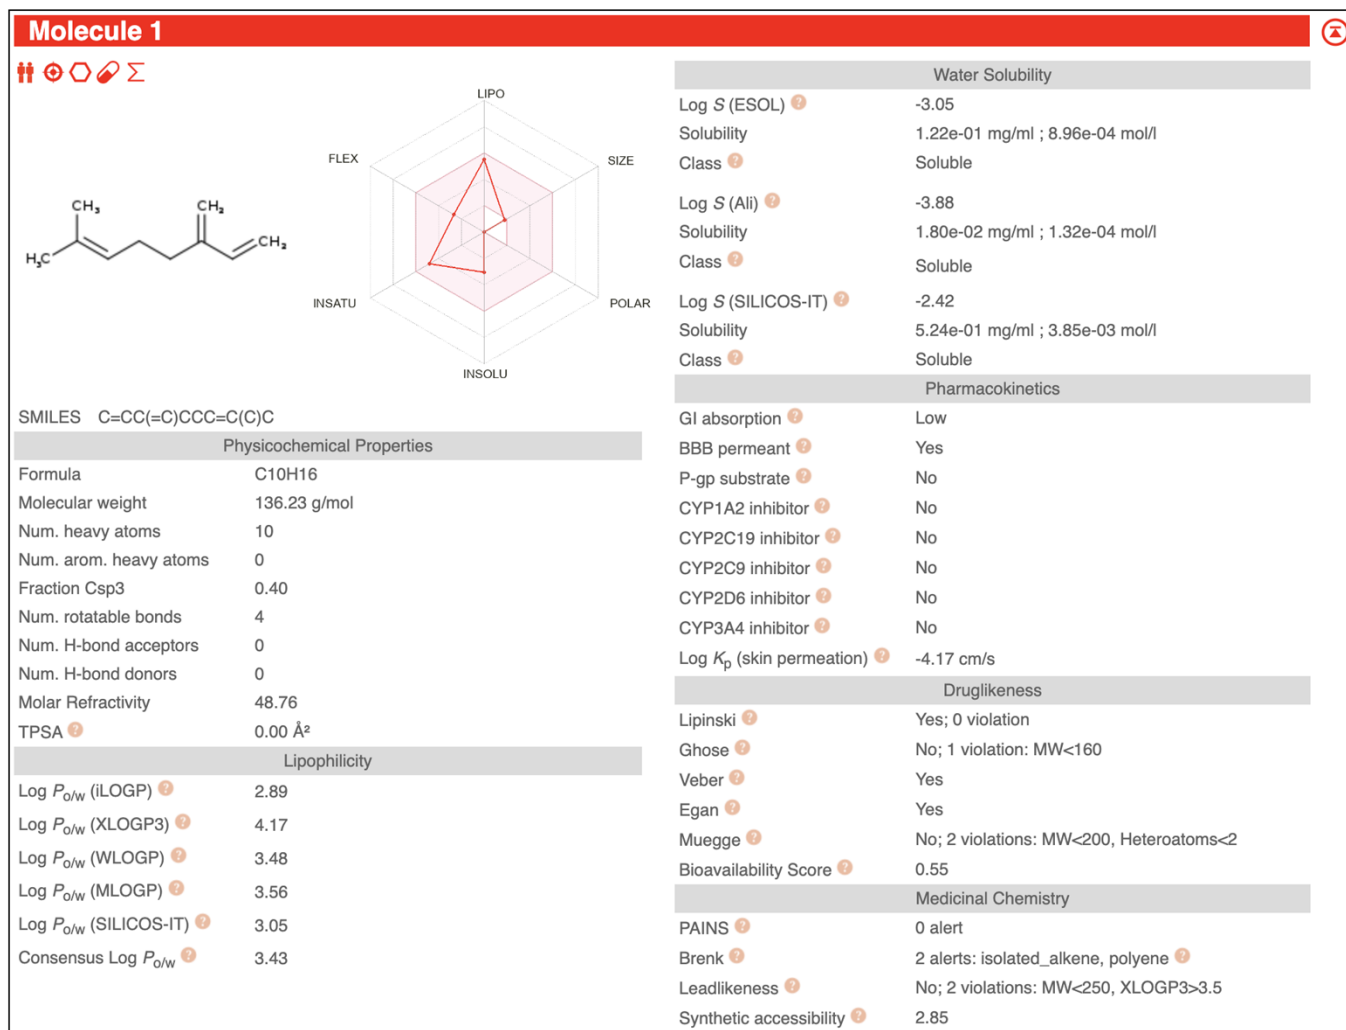 Molecule 1
LIPO
FLEX
SIZE
INSATU
POLAR
INSOLU
CH₃
H₃C
CH₂
CH₂
SMILES C=CC(=C)CCC=C(C)C
Physicochemical Properties
Formula C10H16
Molecular weight 136.23 g/mol
Num. heavy atoms 10
Num. arom. heavy atoms 0
Fraction Csp3 0.40
Num. rotatable bonds 4
Num. H-bond acceptors 0
Num. H-bond donors 0
Molar Refractivity 48.76
TPSA ? 0.00 Å²
Lipophilicity
Log Po/w (iLOGP) ? 2.89
Log Po/w (XLOGP3) ? 4.17
Log Po/w (WLOGP) ? 3.48
Log Po/w (MLOGP) ? 3.56
Log Po/w (SILICOS-IT) ? 3.05
Consensus Log Po/w ? 3.43
Water Solubility
Log S (ESOL) ? -3.05
Solubility 1.22e-01 mg/ml ; 8.96e-04 mol/l
Class ? Soluble
Log S (Ali) ? -3.88
Solubility 1.80e-02 mg/ml ; 1.32e-04 mol/l
Class ? Soluble
Log S (SILICOS-IT) ? -2.42
Solubility 5.24e-01 mg/ml ; 3.85e-03 mol/l
Class ? Soluble
Pharmacokinetics
GI absorption ? Low
BBB permeant ? Yes
P-gp substrate ? No
CYP1A2 inhibitor ? No
CYP2C19 inhibitor ? No
CYP2C9 inhibitor ? No
CYP2D6 inhibitor ? No
CYP3A4 inhibitor ? No
Log Kp (skin permeation) ? -4.17 cm/s
Druglikeness
Lipinski ? Yes; 0 violation
Ghose ? No; 1 violation: MW<160
Veber ? Yes
Egan ? Yes
Muegge ? No; 2 violations: MW<200, Heteroatoms<2
Bioavailability Score ? 0.55
Medicinal Chemistry
PAINS ? 0 alert
Brenk ? 2 alerts: isolated_alkene, polyene ?
Leadlikeness ? No; 2 violations: MW<250, XLOGP3>3.5
Synthetic accessibility ? 2.85